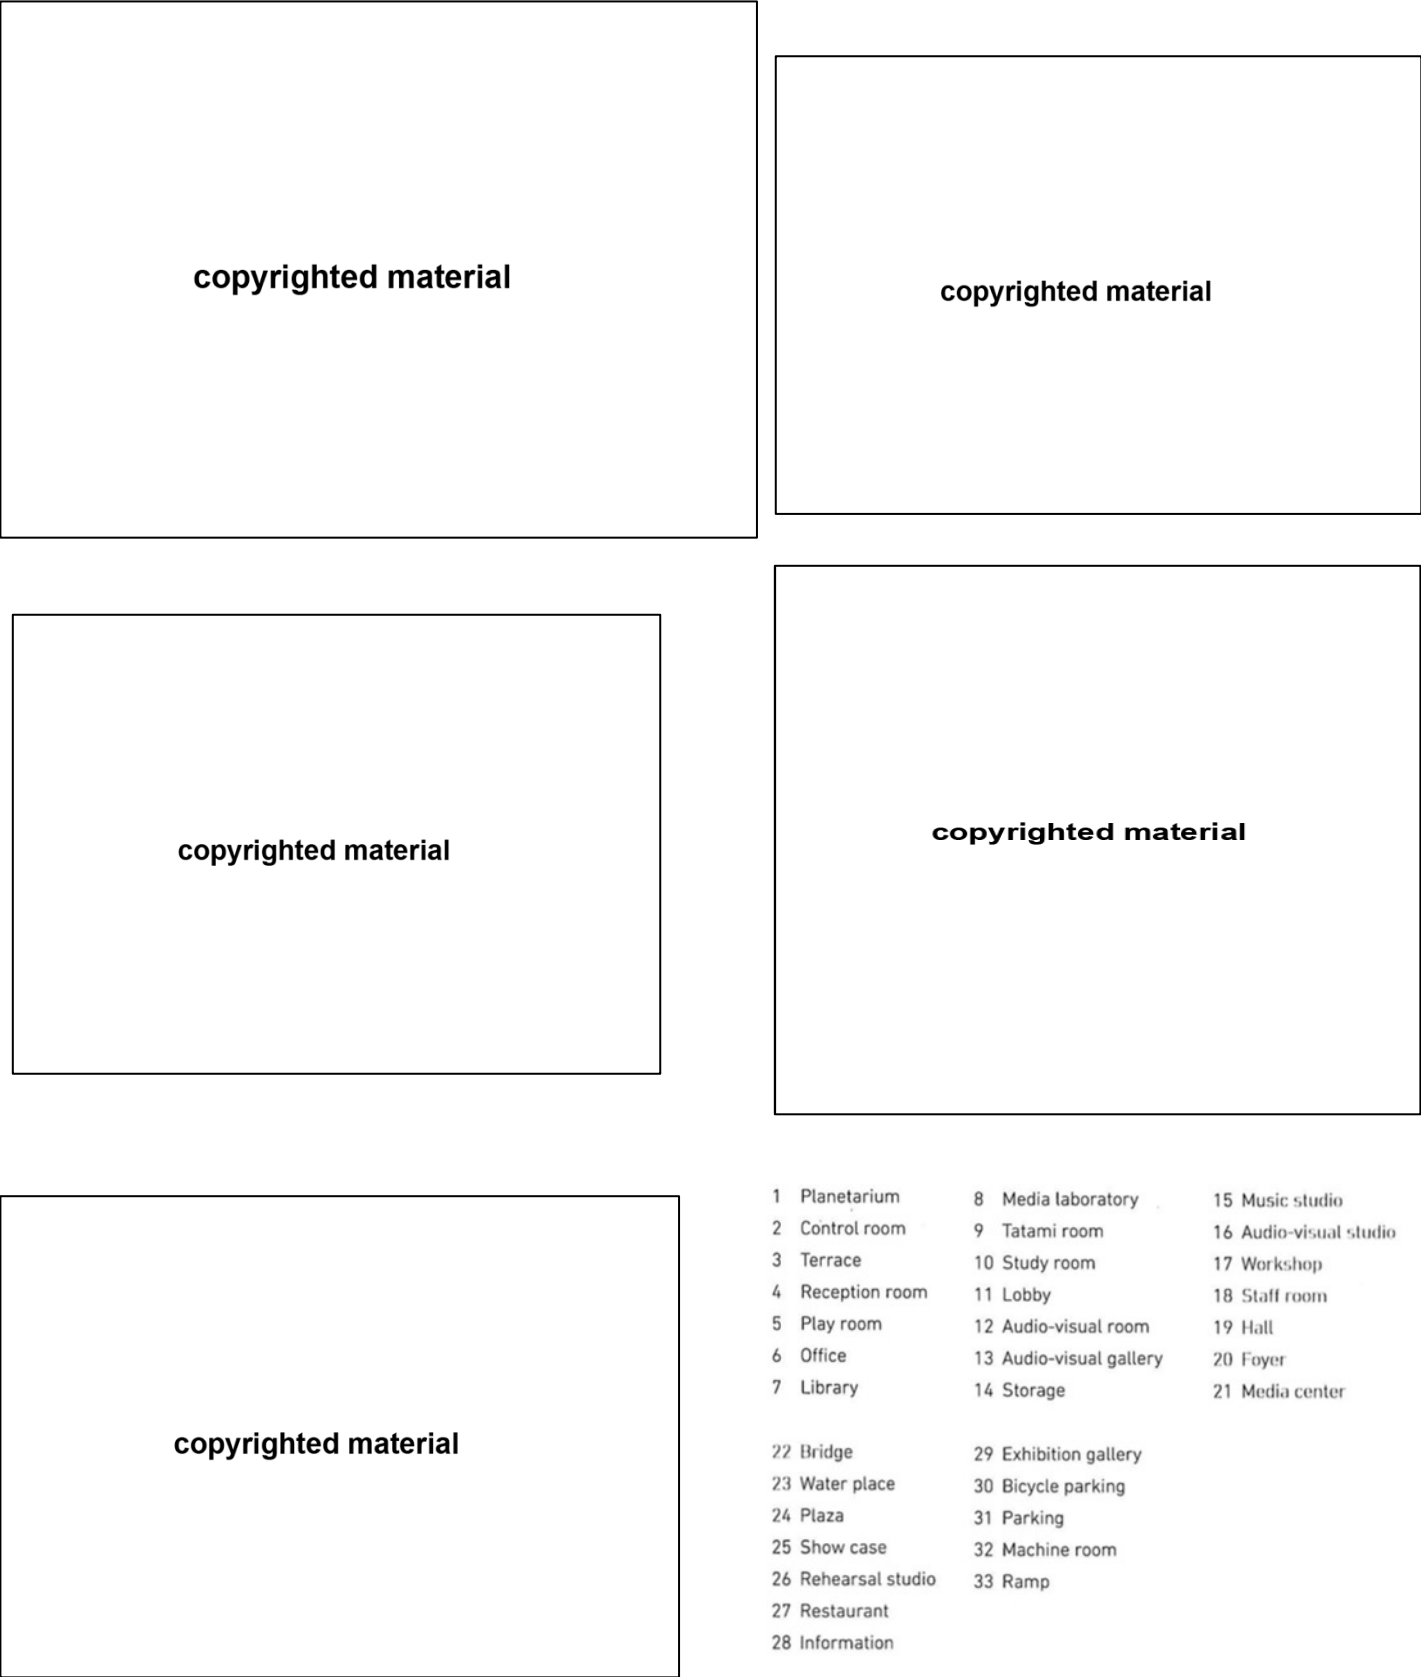 copyrighted material
copyrighted material
copyrighted material
copyrighted material
copyrighted material
1 Planetarium
2 Control room
3 Terrace
4 Reception room
5 Play room
6 Office
7 Library
8 Media laboratory
9 Tatami room
10 Study room
11 Lobby
12 Audio-visual room
13 Audio-visual gallery
14 Storage
15 Music studio
16 Audio-visual studio
17 Workshop
18 Staff room
19 Hall
20 Foyer
21 Media center
22 Bridge
23 Water place
24 Plaza
25 Show case
26 Rehearsal studio
27 Restaurant
28 Information
29 Exhibition gallery
30 Bicycle parking
31 Parking
32 Machine room
33 Ramp